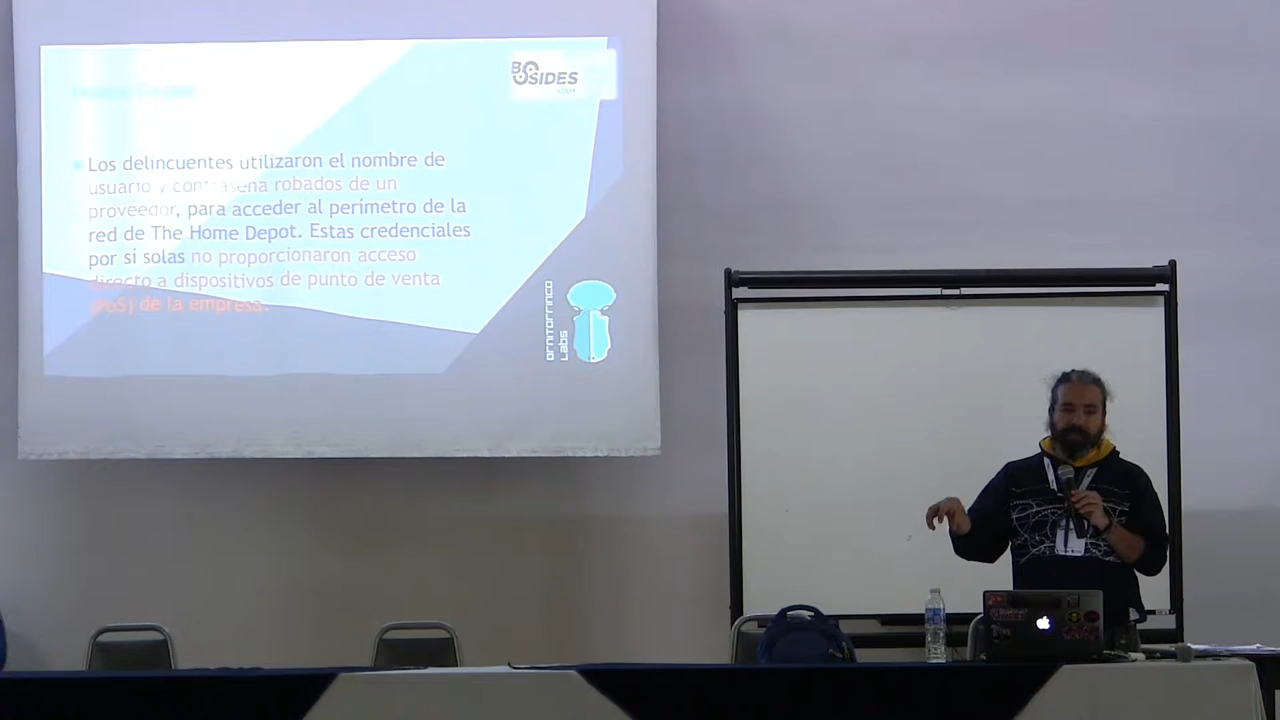 BSIDES
Los delincuentes utilizaron el nombre de
usuario y contraseña robados de un
proveedor, para acceder al perímetro de la
red de The Home Depot. Estas credenciales
por sí solas no proporcionaron acceso
directo a dispositivos de punto de venta
(PoS) de la empresa.
ORNITORRINCO
Labs